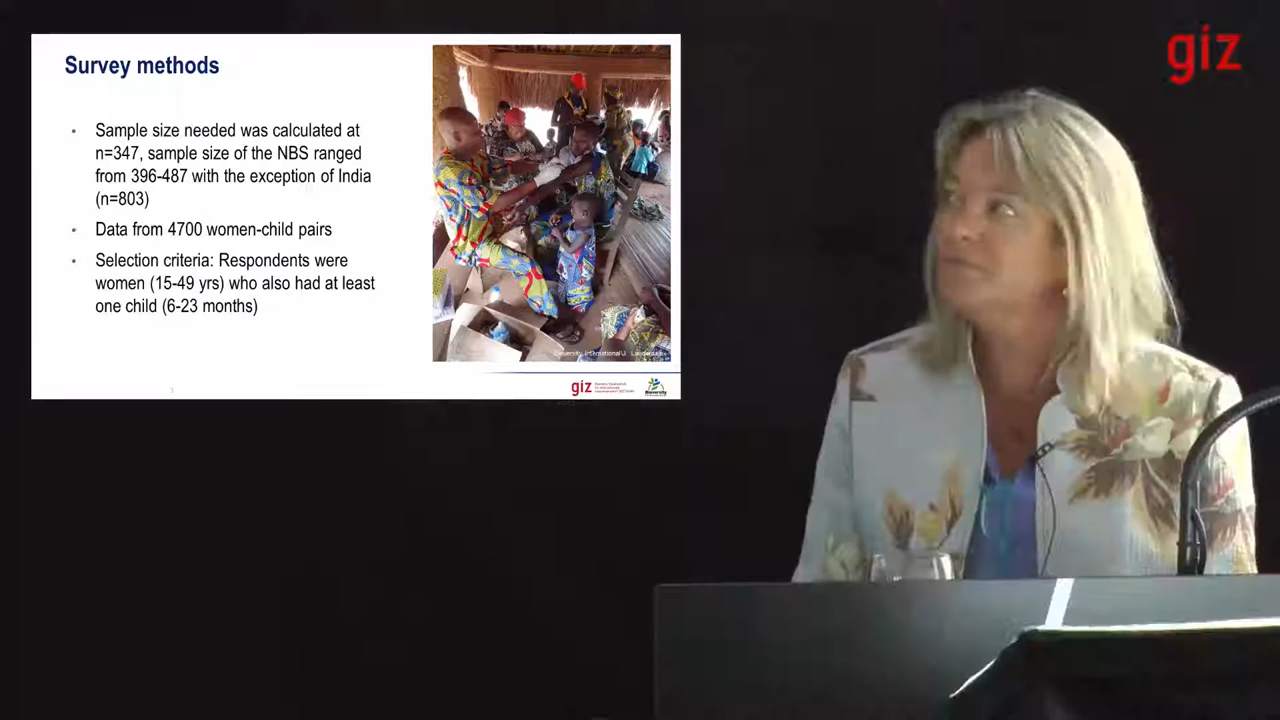 Survey methods
• Sample size needed was calculated at
n=347, sample size of the NBS ranged
from 396-487 with the exception of India
(n=803)
• Data from 4700 women-child pairs
• Selection criteria: Respondents were
women (15-49 yrs) who also had at least
one child (6-23 months)
giz
giz